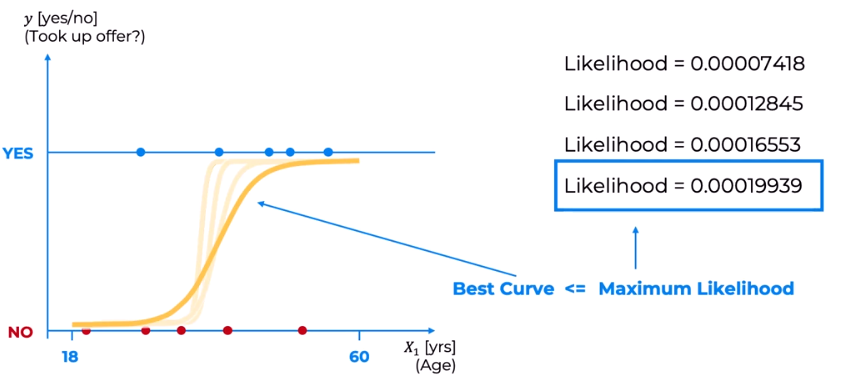 y [yes/no]
(Took up offer?)
Likelihood = 0.00007418
Likelihood = 0.00012845
YES
Likelihood = 0.00016553
Likelihood = 0.00019939
Best Curve <= Maximum Likelihood
NO
18
60
X₁ [yrs]
(Age)